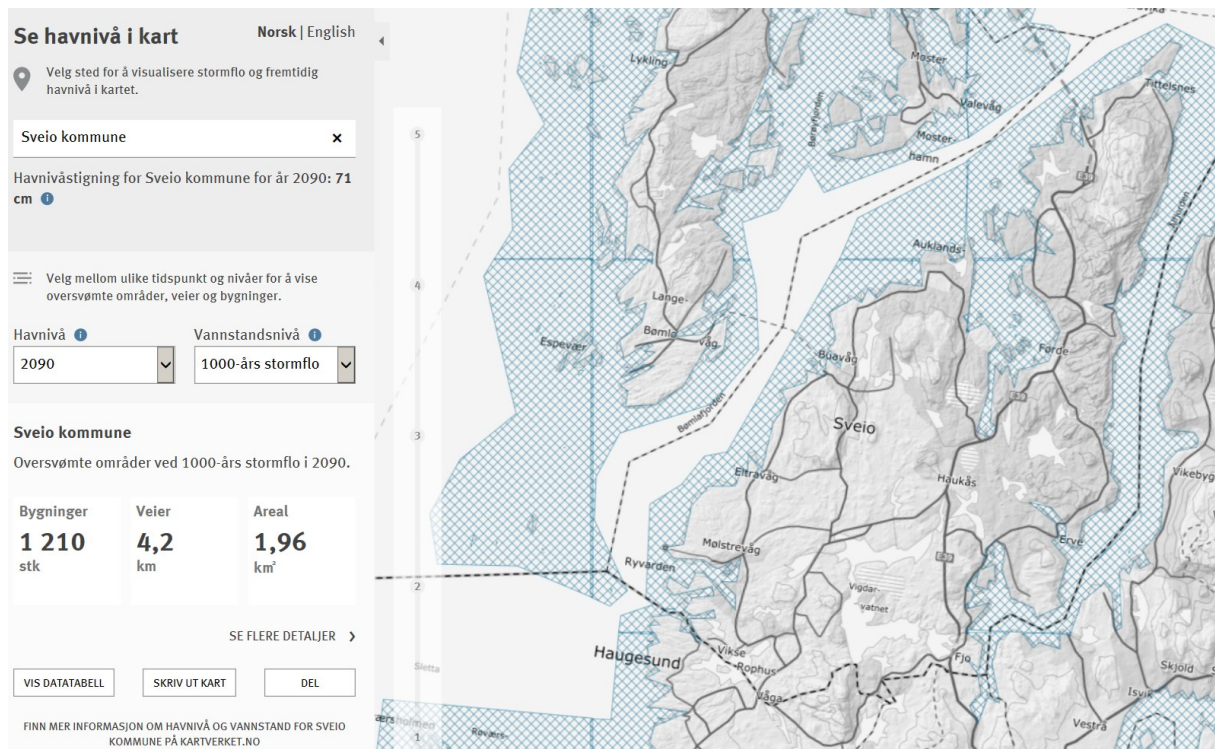 Se havnivå i kart
Norsk | English
Velg sted for å visualisere stormflo og fremtidig
havnivå i kartet.
Sveio kommune
×
Havnivåstigning for Sveio kommune for år 2090: 71
cm
Velg mellom ulike tidspunkt og nivåer for å vise
oversvømte områder, veier og bygninger.
Havnivå
Vannstandsnivå
2090
1000-års stormflo
Sveio kommune
Oversvømte områder ved 1000-års stormflo i 2090.
Bygninger
Veier
Areal
1 210
4,2
1,96
stk
km
km²
SE FLERE DETALJER
VIS DATATABELL
SKRIV UT KART
DEL
FINN MER INFORMASJON OM HAVNIVÅ OG VANNSTAND FOR SVEIO
KOMMUNE PÅ KARTVERKET.NO
5
4
3
2
1
Lykling
Moster
Valevåg
Tittelsnes
Moster-
hamn
E39
Ålfjorden
Auklands-
Lange-
Bømlo
våg
Espevær
Buavåg
Førde
E39
Bømlafjorden
Sveio
Eltravåg
Haukås
Vikebyg
Mølstrevåg
Erve
Ryvarden
E39
Vigdar-
vatnet
Haugesund
Vikse
Rophus
våga
Fjo
Sletta
Skjold
Isvik
Vestrå
Røværs-